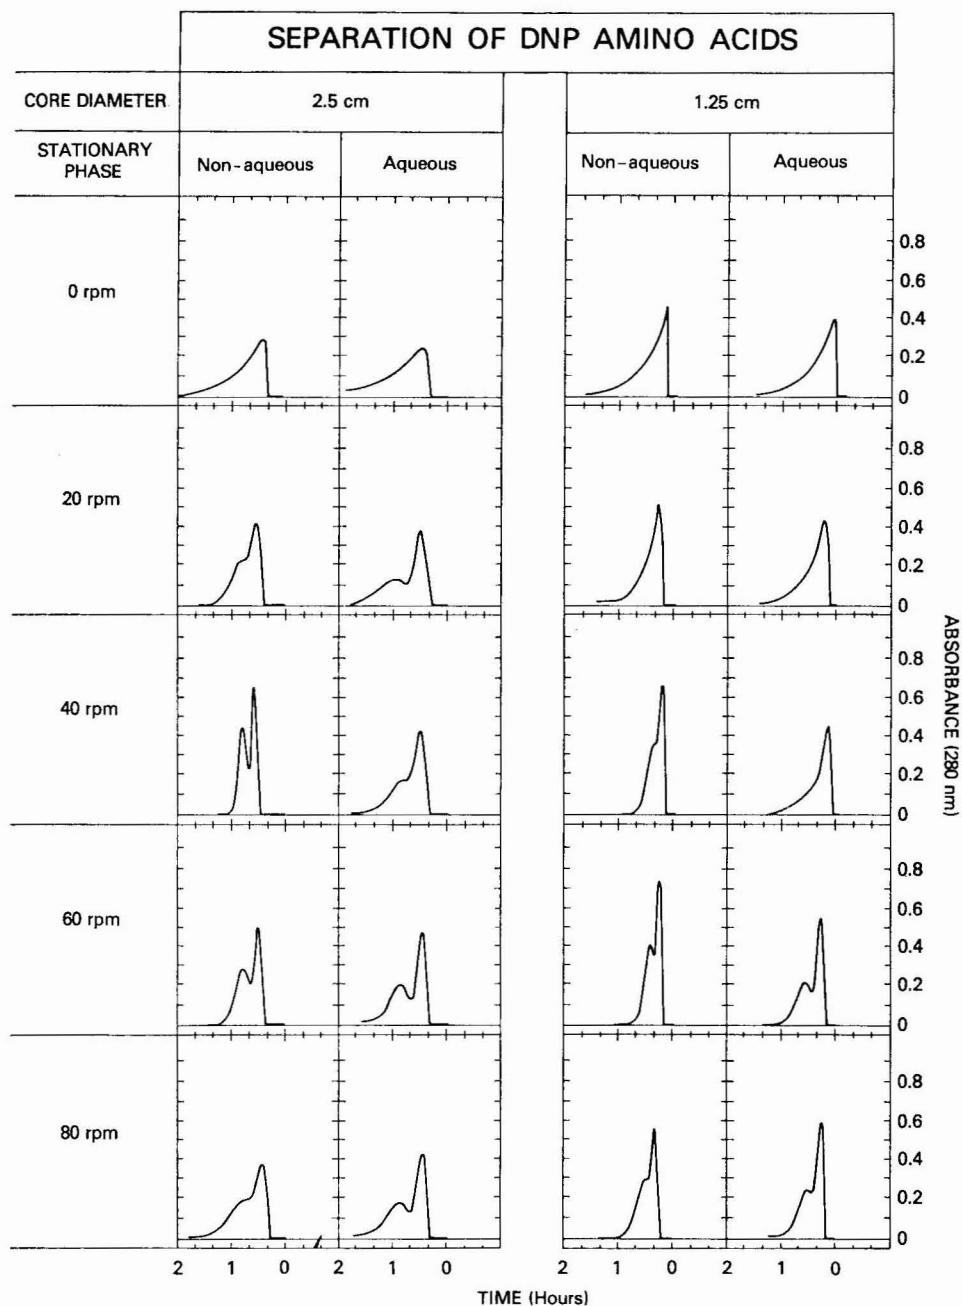 SEPARATION OF DNP AMINO ACIDS
CORE DIAMETER 2.5 cm 1.25 cm
STATIONARY PHASE Non-aqueous Aqueous Non-aqueous Aqueous
0 rpm
0.8
0.6
0.4
0.2
0
20 rpm
0.8
0.6
0.4
0.2
0
40 rpm
0.8
0.6
0.4
0.2
0
60 rpm
0.8
0.6
0.4
0.2
0
80 rpm
0.8
0.6
0.4
0.2
0
2 1 0 1 0 2 1 0 1 0
TIME (Hours)
ABSORBANCE (280 nm)